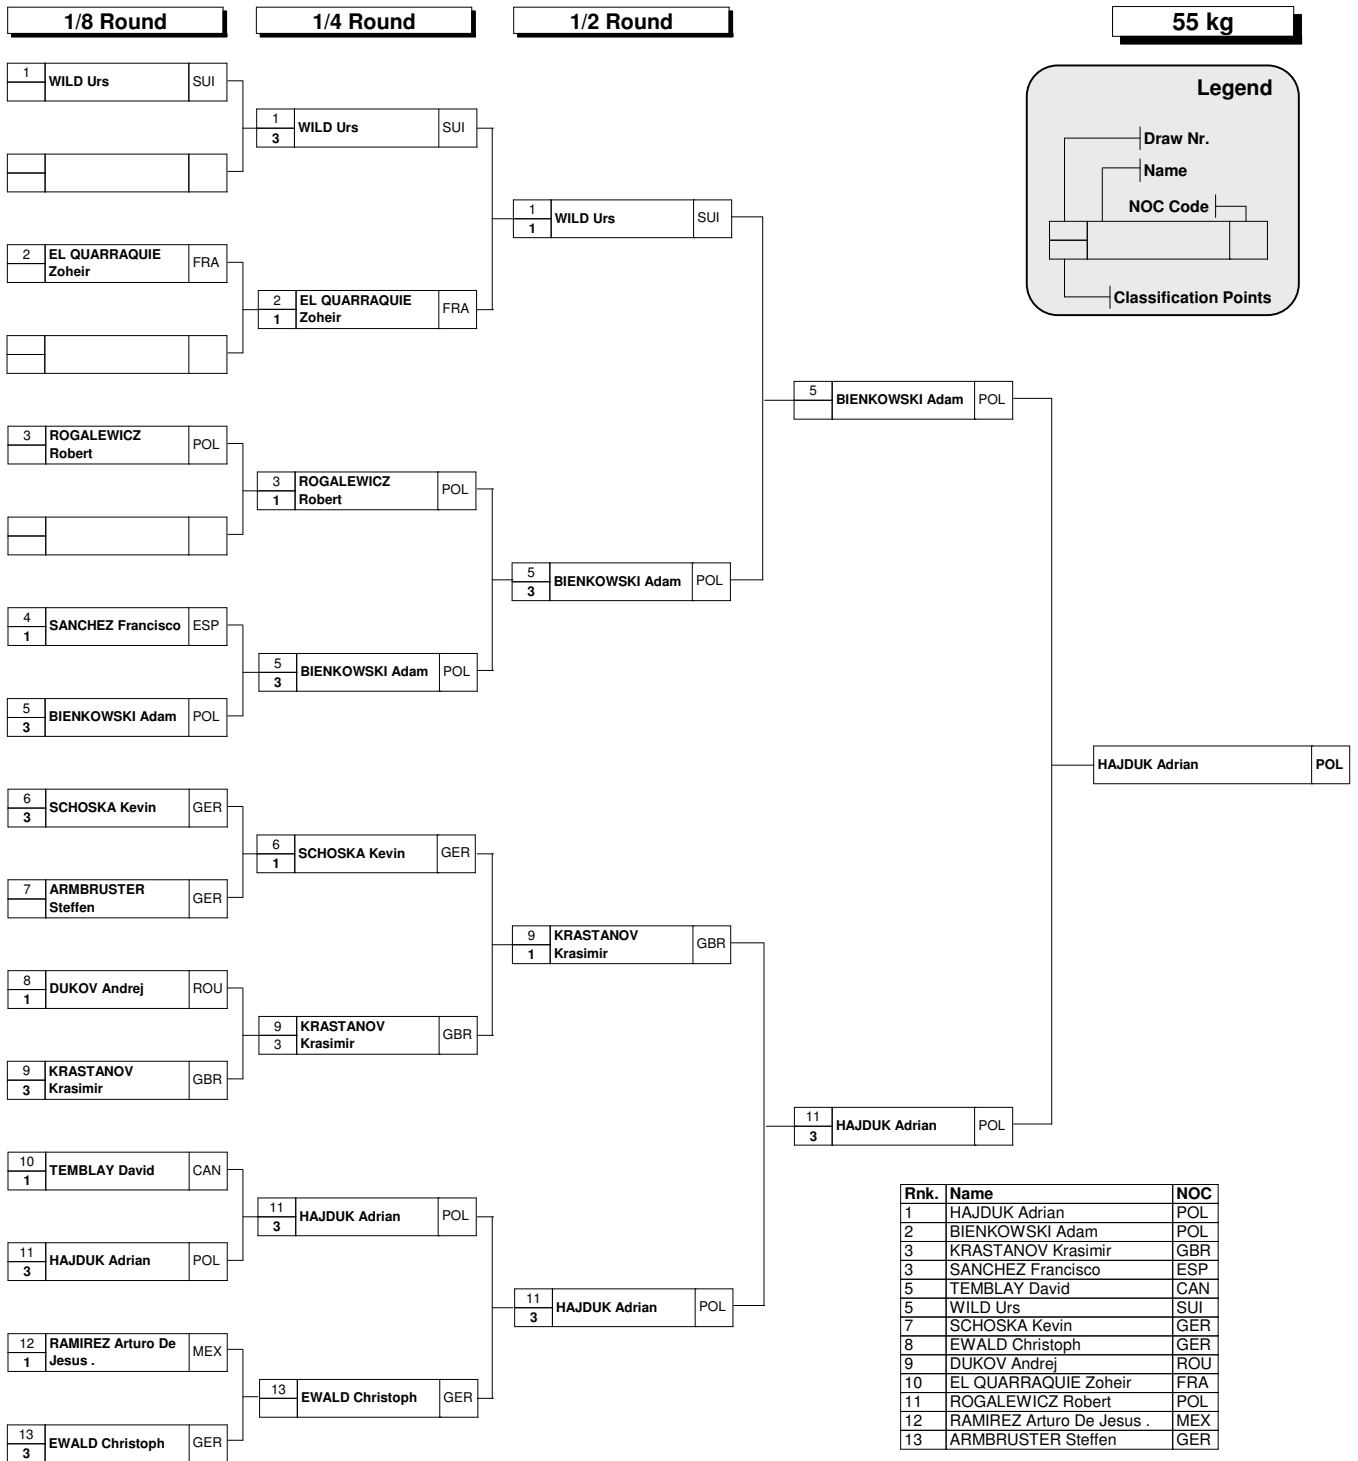 1/8 Round
1/4 Round
1/2 Round
55 kg
Legend
Draw Nr.
Name
NOC Code
Classification Points
1
WILD Urs
SUI
2
EL QUARRAQUIE
Zoheir
FRA
3
ROGALEWICZ
Robert
POL
4
1
SANCHEZ Francisco
ESP
5
3
BIENKOWSKI Adam
POL
6
3
SCHOSKA Kevin
GER
7
ARMBRUSTER
Steffen
GER
8
1
DUKOV Andrej
ROU
9
3
KRASTANOV
Krasimir
GBR
10
1
TEMBLAY David
CAN
11
3
HAJDUK Adrian
POL
12
1
RAMIREZ Arturo De
Jesus .
MEX
13
3
EWALD Christoph
GER
1
3
WILD Urs
SUI
2
1
EL QUARRAQUIE
Zoheir
FRA
3
1
ROGALEWICZ
Robert
POL
5
3
BIENKOWSKI Adam
POL
6
1
SCHOSKA Kevin
GER
9
3
KRASTANOV
Krasimir
GBR
11
3
HAJDUK Adrian
POL
13
EWALD Christoph
GER
1
1
WILD Urs
SUI
5
3
BIENKOWSKI Adam
POL
9
1
KRASTANOV
Krasimir
GBR
11
3
HAJDUK Adrian
POL
5
BIENKOWSKI Adam
POL
11
3
HAJDUK Adrian
POL
HAJDUK Adrian
POL
Rnk. Name NOC
1 HAJDUK Adrian POL
2 BIENKOWSKI Adam POL
3 KRASTANOV Krasimir GBR
3 SANCHEZ Francisco ESP
5 TEMBLAY David CAN
5 WILD Urs SUI
7 SCHOSKA Kevin GER
8 EWALD Christoph GER
9 DUKOV Andrej ROU
10 EL QUARRAQUIE Zoheir FRA
11 ROGALEWICZ Robert POL
12 RAMIREZ Arturo De Jesus . MEX
13 ARMBRUSTER Steffen GER